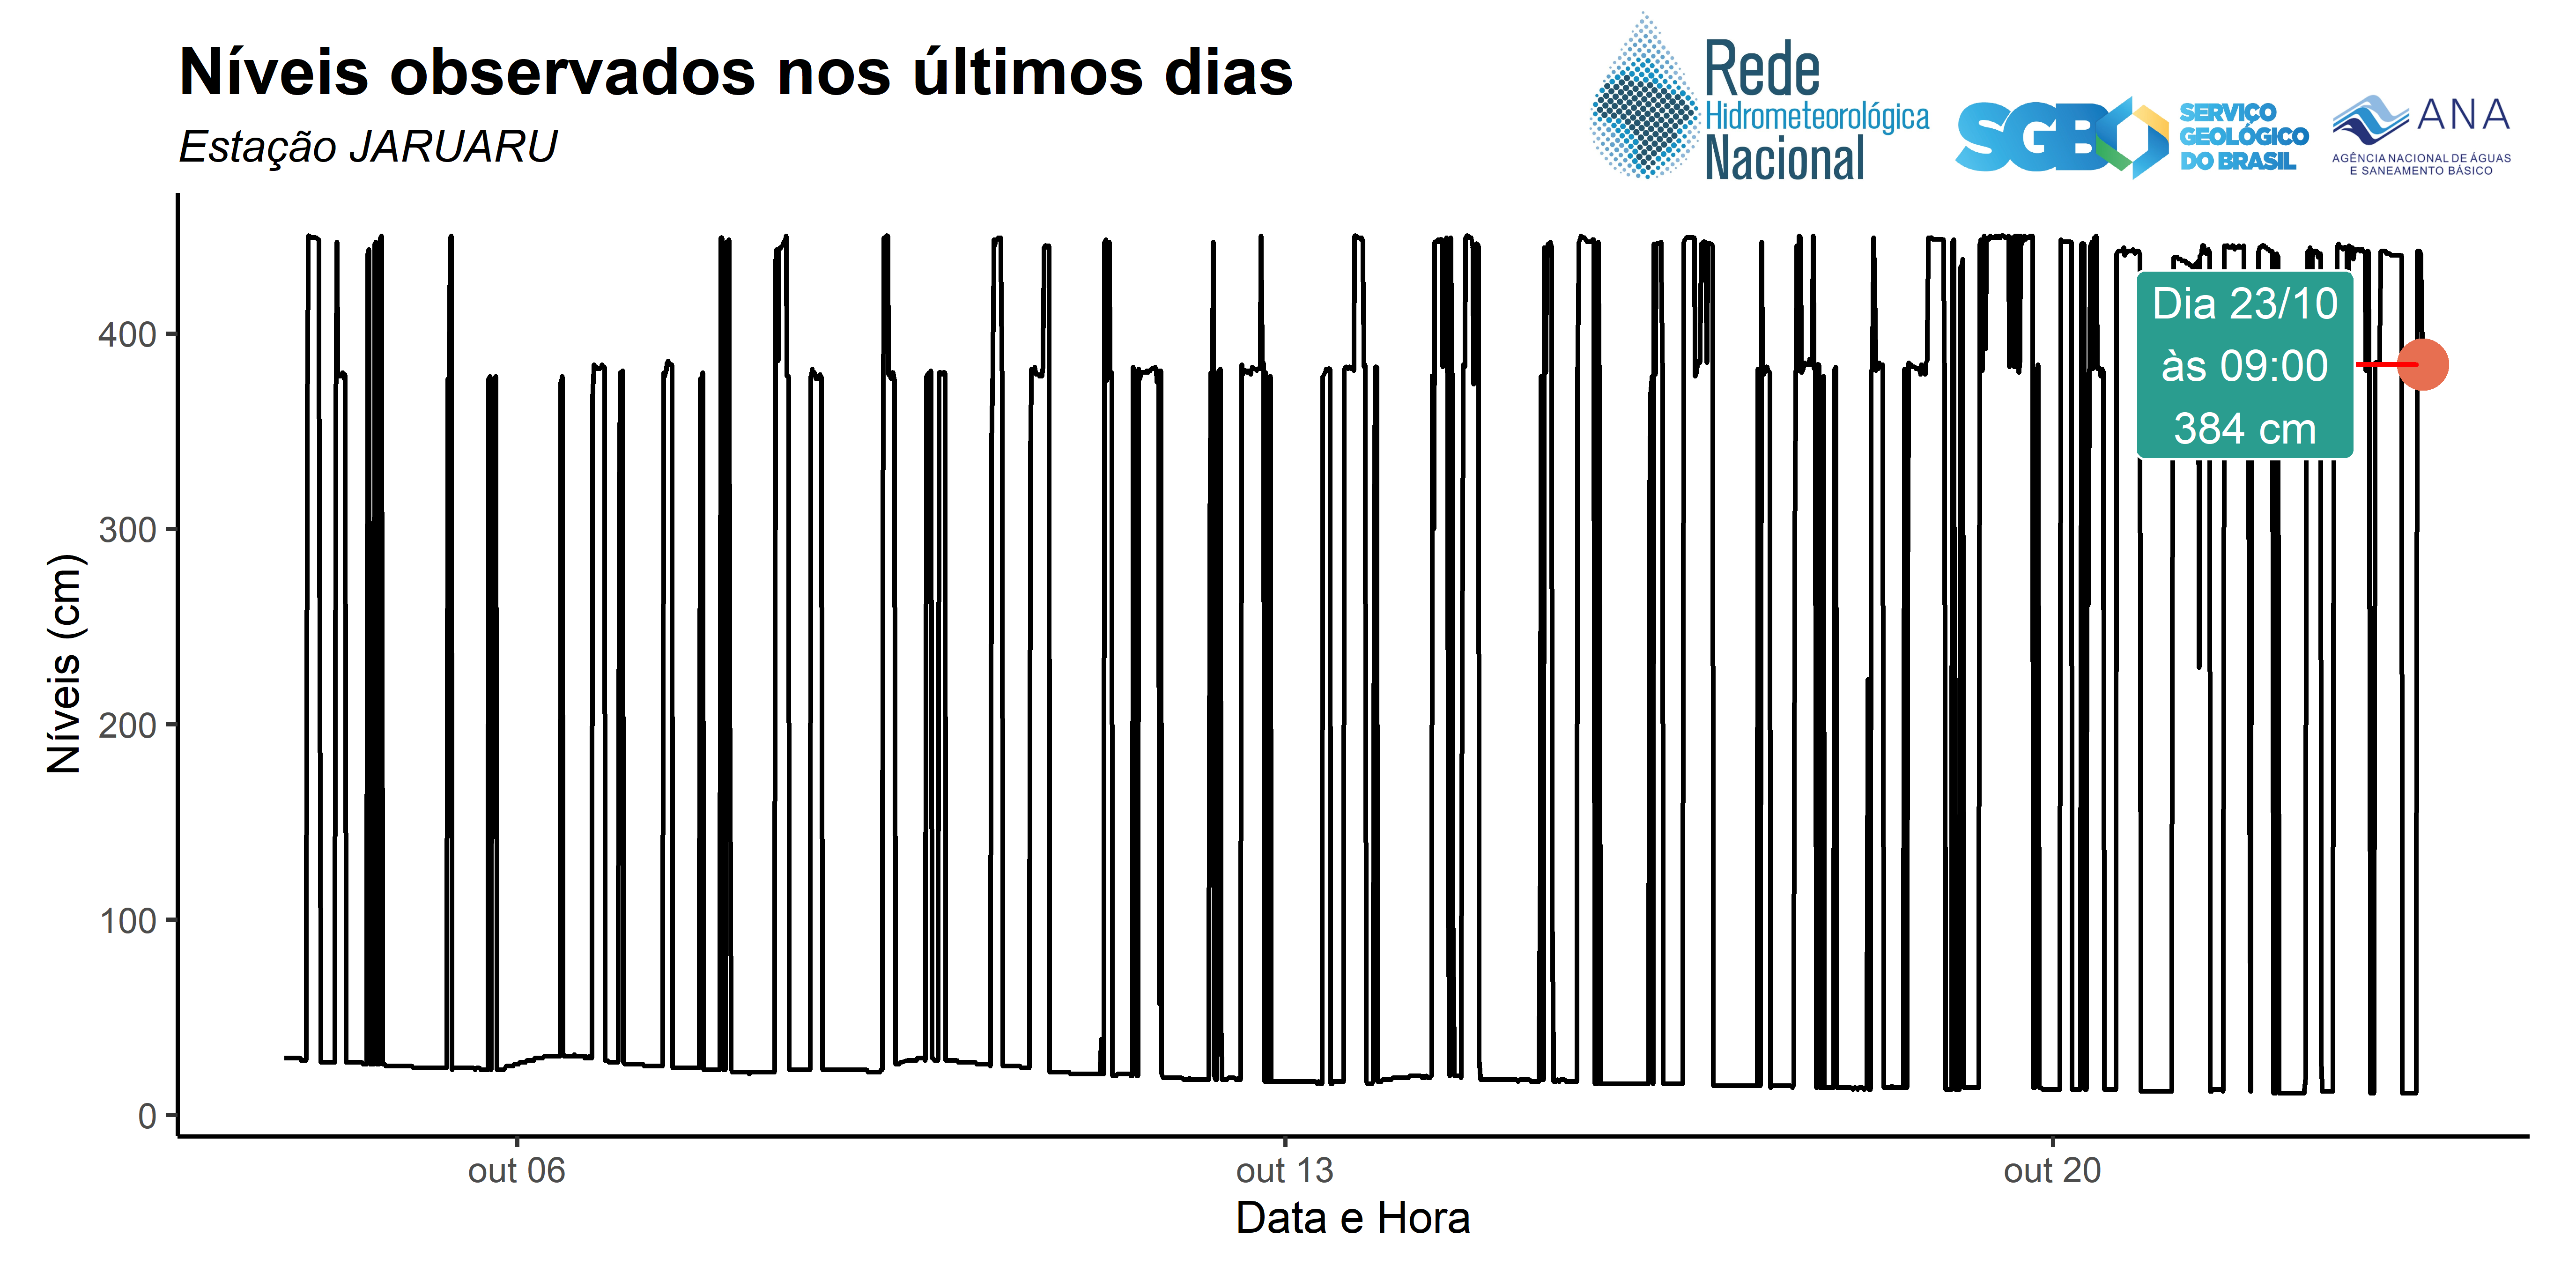 Níveis observados nos últimos dias
Estação JARUARU
Rede
Hidrometeorológica
Nacional
SGB
SERVIÇO
GEOLÓGICO
DO BRASIL
ANA
AGÊNCIA NACIONAL DE ÁGUAS
E SANEAMENTO BÁSICO
Níveis (cm)
400
300
200
100
0
Dia 23/10
às 09:00
384 cm
out 06
out 13
out 20
Data e Hora